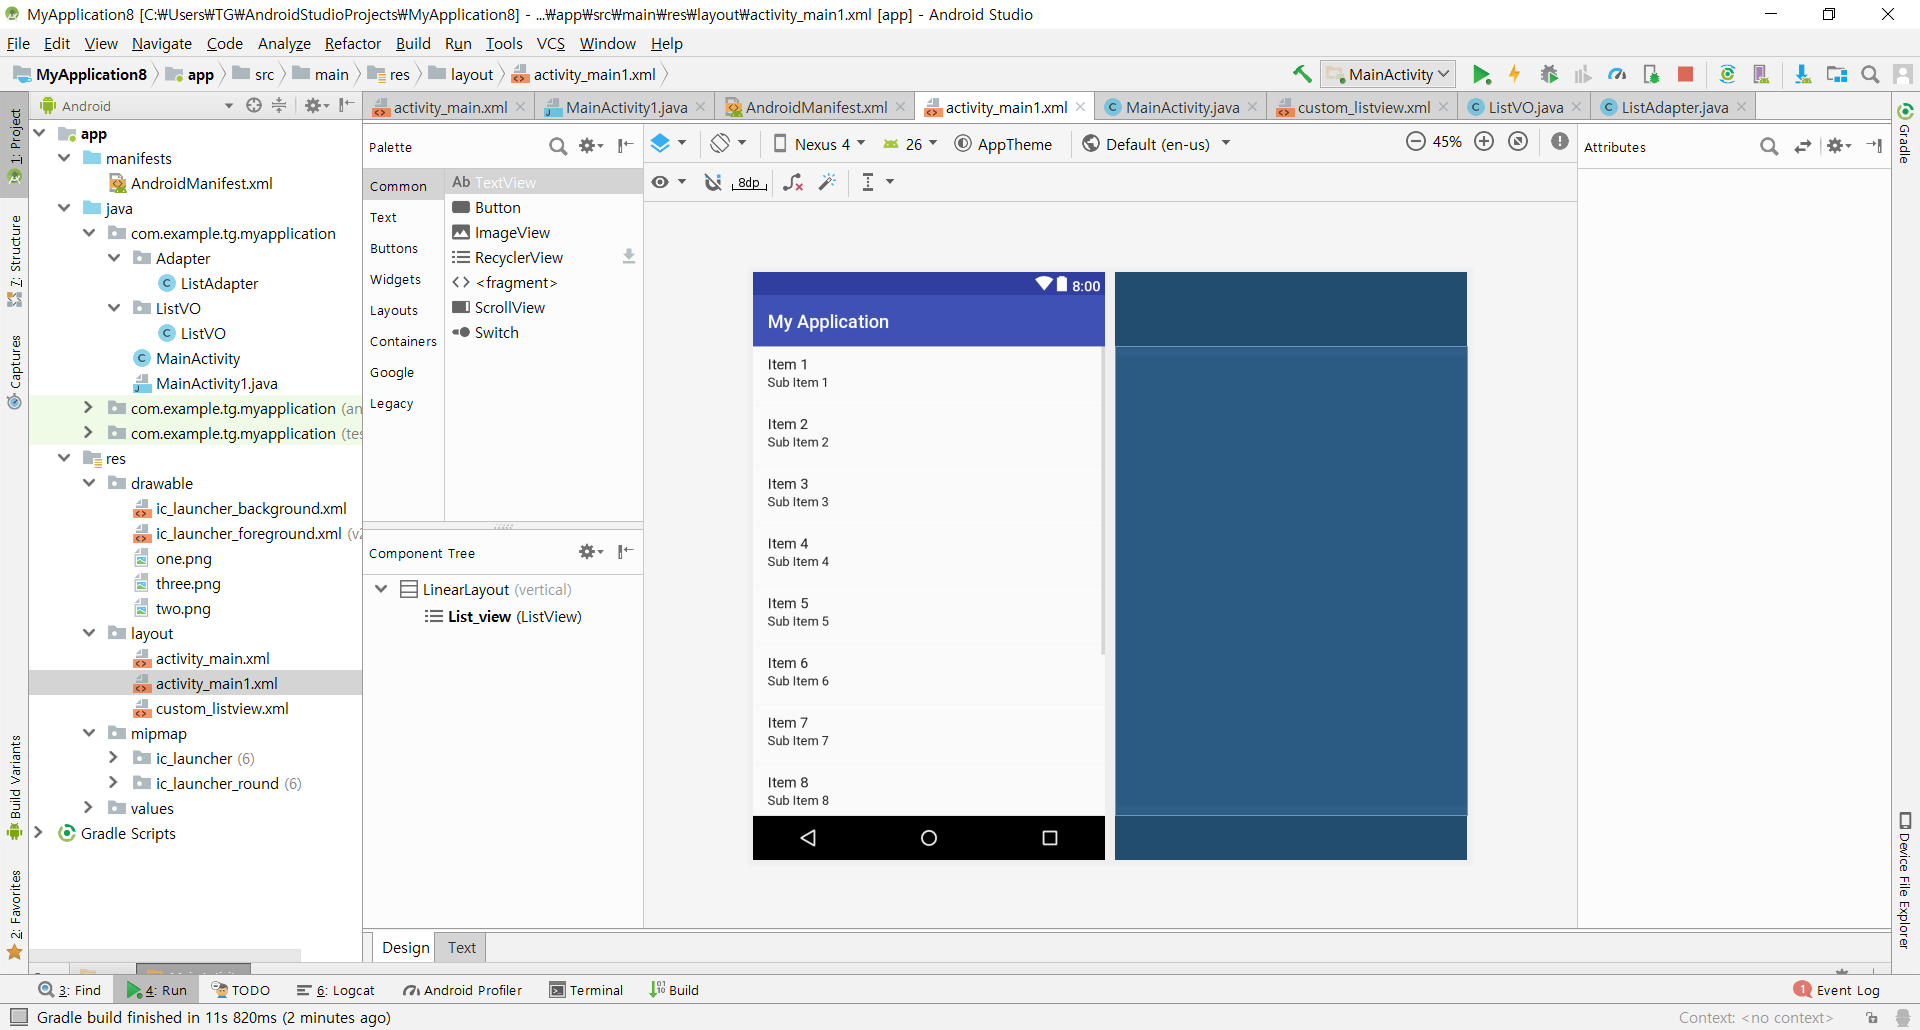 MyApplication8 [C:₩Users₩TG₩AndroidStudioProjects₩MyApplication8] - ...₩app₩src₩main₩res₩layout₩activity_main1.xml [app] - Android Studio
File Edit View Navigate Code Analyze Refactor Build Run Tools VCS Window Help
MyApplication8 app src main res layout activity_main1.xml MainActivity
Android
activity_main.xml MainActivity1.java AndroidManifest.xml activity_main1.xml MainActivity.java custom_listview.xml ListVO.java ListAdapter.java
1: Project
7: Structure
Captures
Build Variants
2: Favorites
app
manifests
AndroidManifest.xml
java
com.example.tg.myapplication
Adapter
ListAdapter
ListVO
ListVO
MainActivity
MainActivity1.java
com.example.tg.myapplication (an
com.example.tg.myapplication (tes
res
drawable
ic_launcher_background.xml
ic_launcher_foreground.xml (v2
one.png
three.png
two.png
layout
activity_main.xml
activity_main1.xml
custom_listview.xml
mipmap
ic_launcher (6)
ic_launcher_round (6)
values
Gradle Scripts
Palette
Common
Text
Buttons
Widgets
Layouts
Containers
Google
Legacy
Ab TextView
Button
ImageView
RecyclerView
<fragment>
ScrollView
Switch
Component Tree
LinearLayout (vertical)
List_view (ListView)
Nexus 4 26 AppTheme Default (en-us) 45%
8dp
Attributes
8:00
My Application
Item 1
Sub Item 1
Item 2
Sub Item 2
Item 3
Sub Item 3
Item 4
Sub Item 4
Item 5
Sub Item 5
Item 6
Sub Item 6
Item 7
Sub Item 7
Item 8
Sub Item 8
Gradle
Device File Explorer
Design Text
3: Find 4: Run TODO 6: Logcat Android Profiler Terminal Build 1 Event Log
Gradle build finished in 11s 820ms (2 minutes ago) Context: <no context>